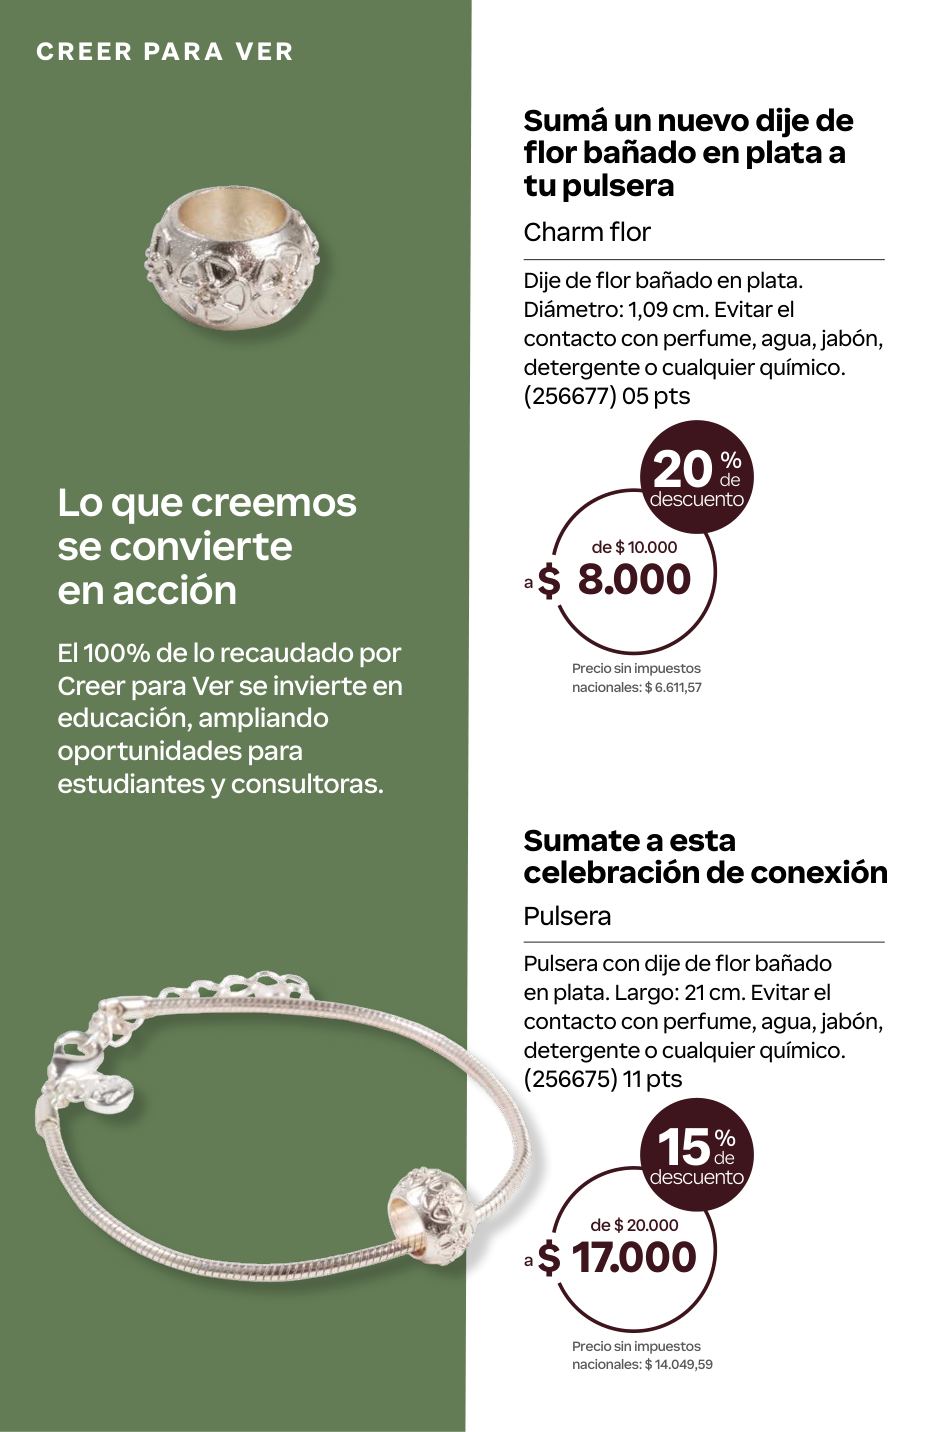 CREER PARA VER
Lo que creemos
se convierte
en acción
El 100% de lo recaudado por
Creer para Ver se invierte en
educación, ampliando
oportunidades para
estudiantes y consultoras.
Sumá un nuevo dije de
flor bañado en plata a
tu pulsera
Charm flor
Dije de flor bañado en plata.
Diámetro: 1,09 cm. Evitar el
contacto con perfume, agua, jabón,
detergente o cualquier químico.
(256677) 05 pts
20 %
de
descuento
de $ 10.000
a $ 8.000
Precio sin impuestos
nacionales: $ 6.611,57
Sumate a esta
celebración de conexión
Pulsera
Pulsera con dije de flor bañado
en plata. Largo: 21 cm. Evitar el
contacto con perfume, agua, jabón,
detergente o cualquier químico.
(256675) 11 pts
15 %
de
descuento
de $ 20.000
a $ 17.000
Precio sin impuestos
nacionales: $ 14.049,59